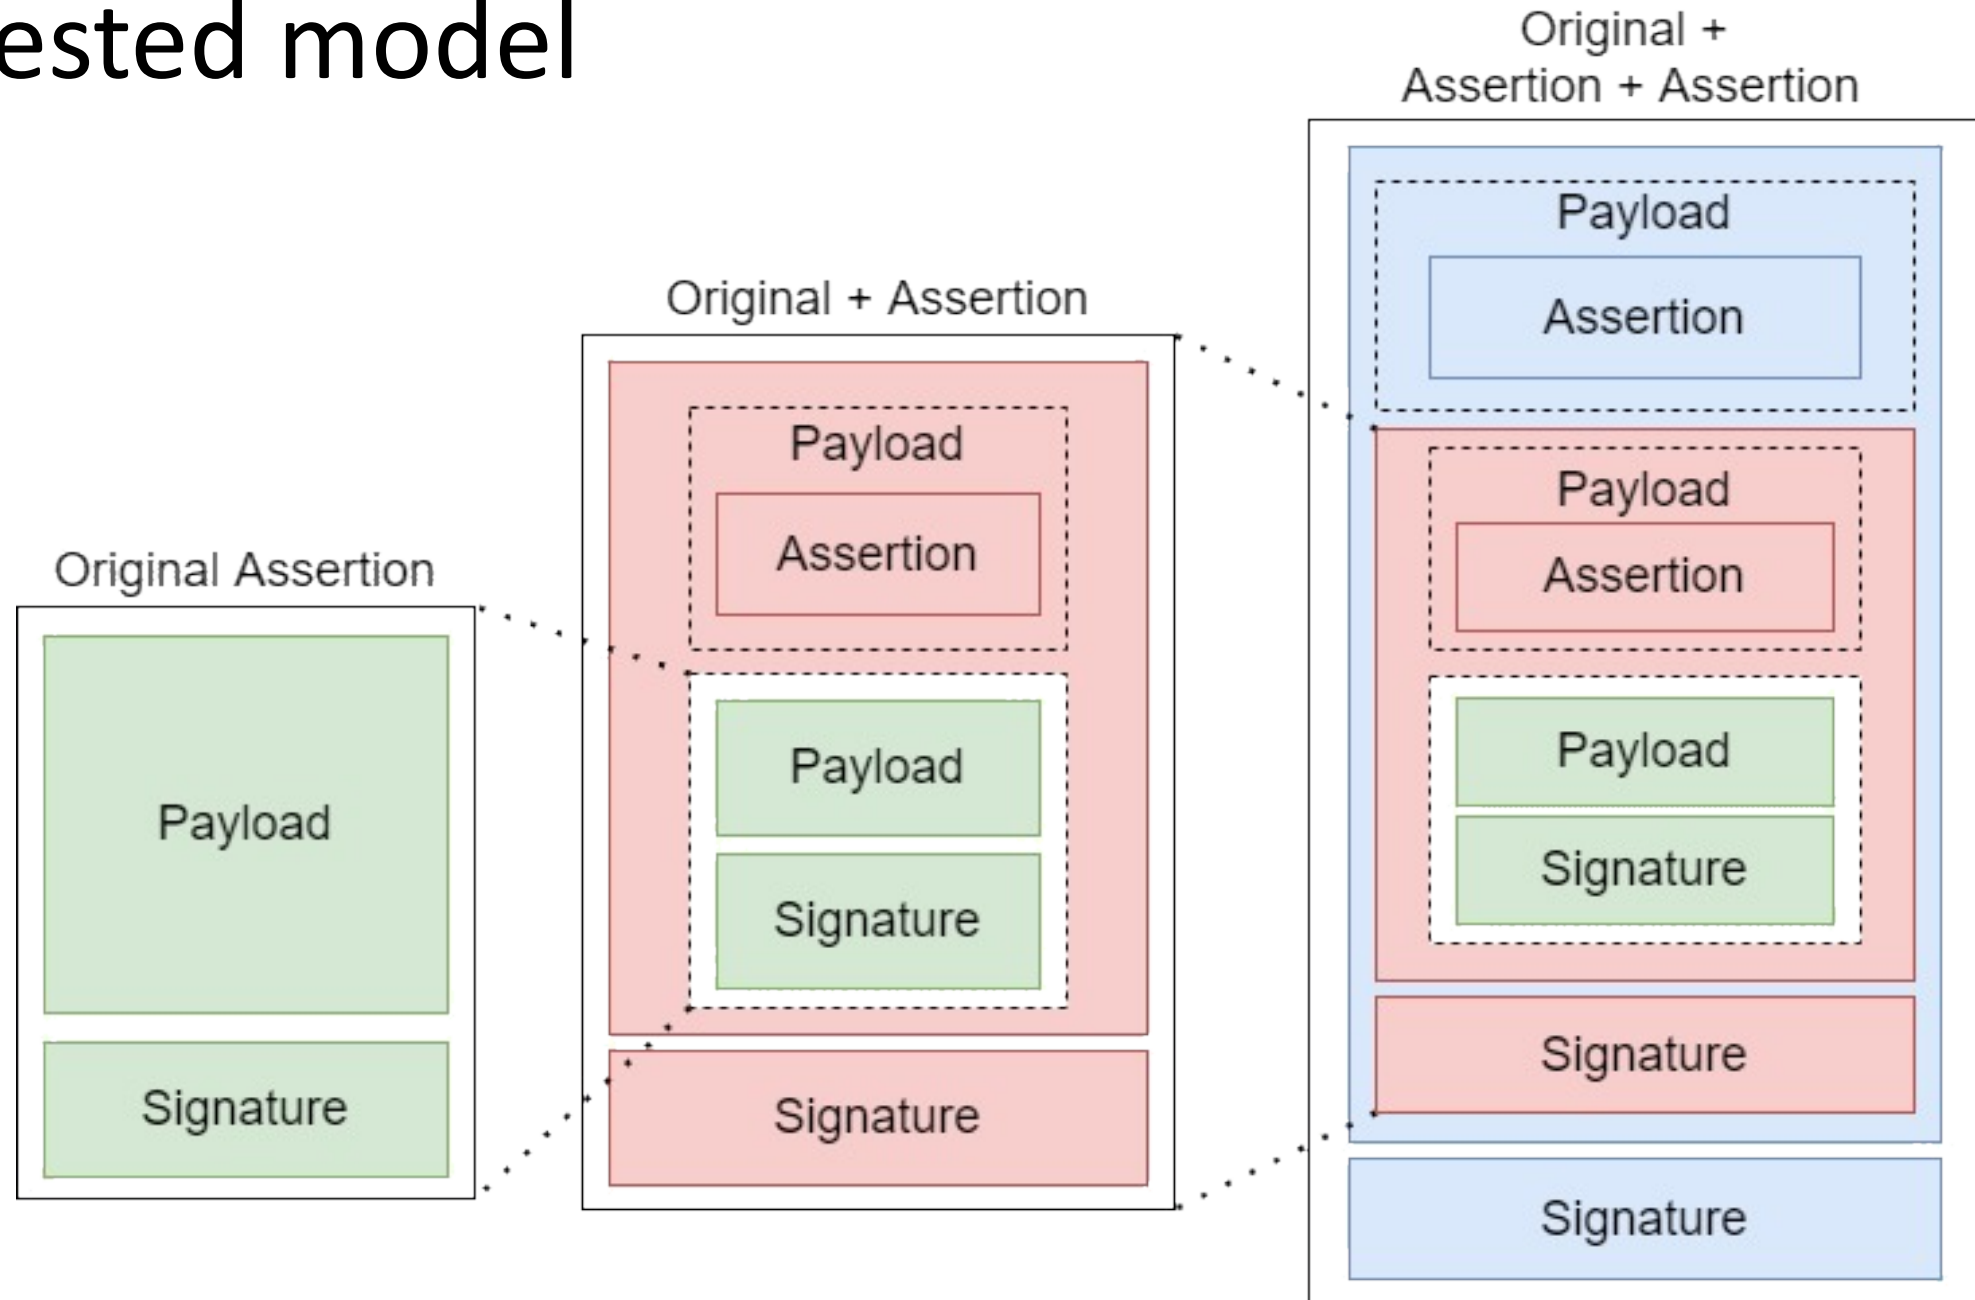 ested model
Original Assertion
Payload
Signature
Original + Assertion
Payload
Assertion
Payload
Signature
Signature
Original +
Assertion + Assertion
Payload
Assertion
Payload
Assertion
Payload
Signature
Signature
Signature